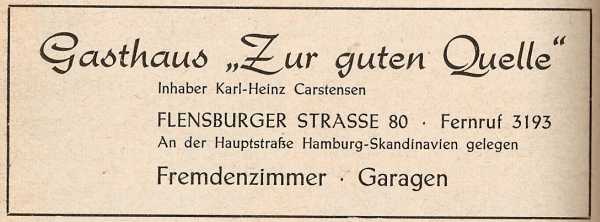 Gasthaus „Zur guten Quelle“
Inhaber Karl-Heinz Carstensen
FLENSBURGER STRASSE 80 · Fernruf 3193
An der Hauptstraße Hamburg-Skandinavien gelegen
Fremdenzimmer · Garagen